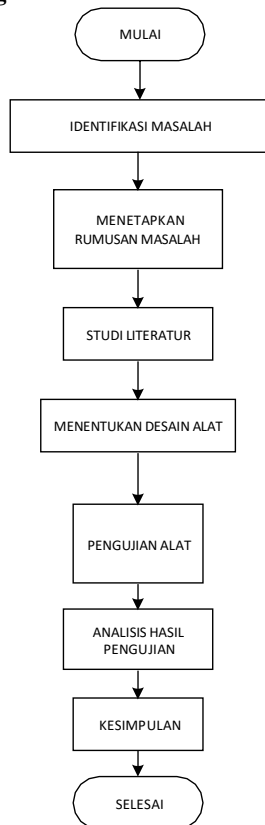 MULAI
IDENTIFIKASI MASALAH
MENETAPKAN
RUMUSAN MASALAH
STUDI LITERATUR
MENENTUKAN DESAIN ALAT
PENGUJIAN ALAT
ANALISIS HASIL
PENGUJIAN
KESIMPULAN
SELESAI